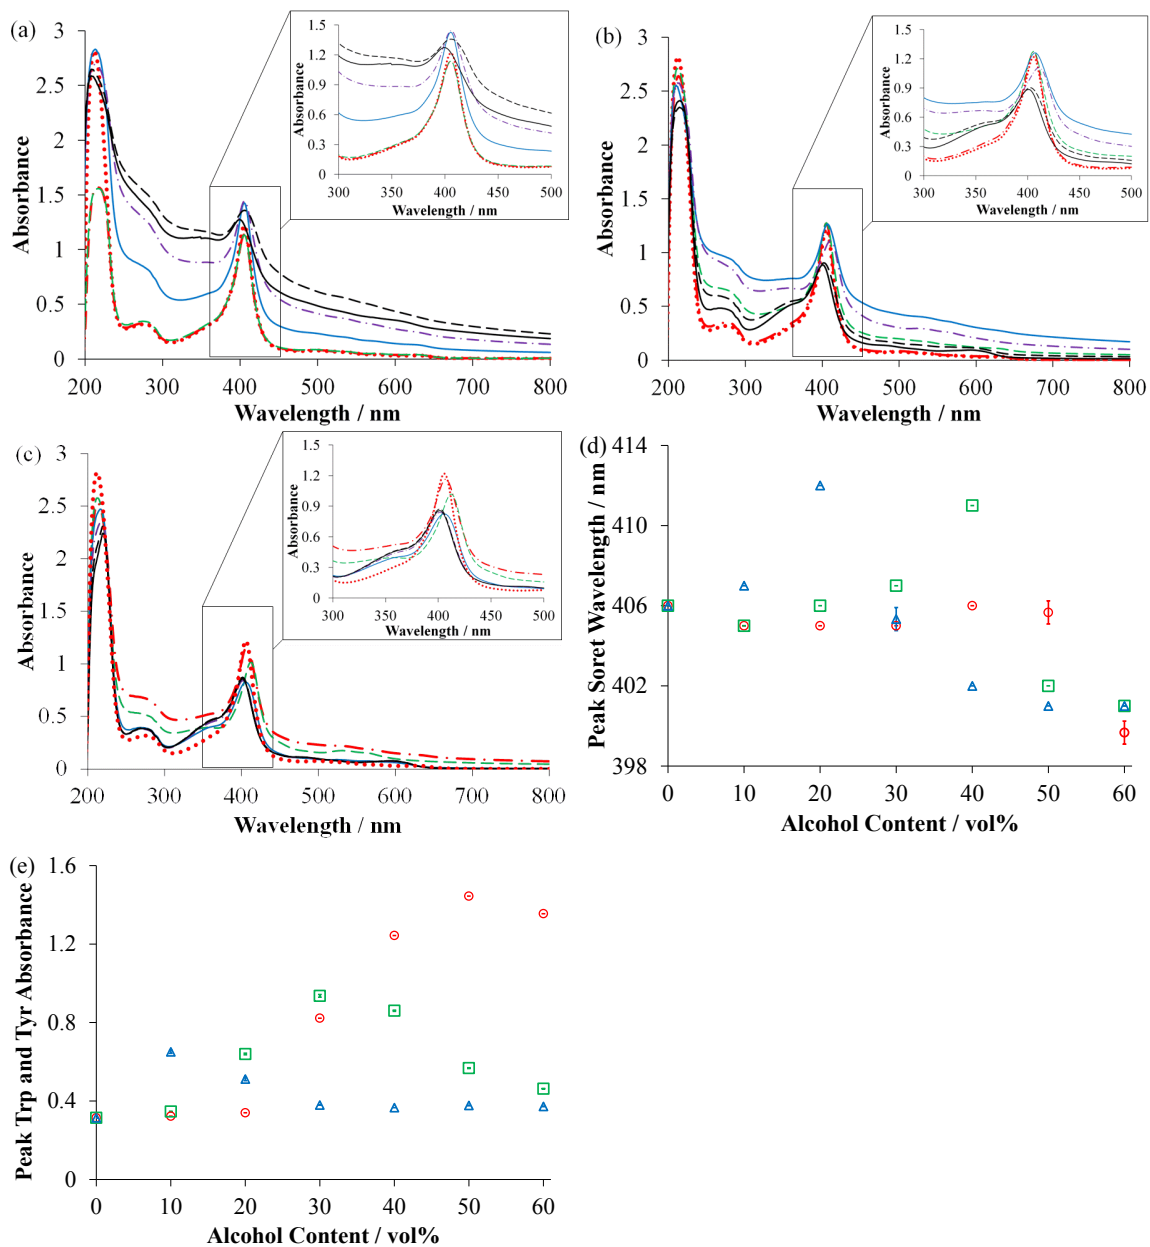 (a)
3
2.5
2
1.5
1
0.5
0
200 300 400 500 600 700 800
Absorbance
Wavelength / nm
1.5
1.2
0.9
0.6
0.3
0
300 350 400 450 500
Absorbance
Wavelength / nm
(b)
3
2.5
2
1.5
1
0.5
0
200 300 400 500 600 700 800
Absorbance
Wavelength / nm
1.5
1.2
0.9
0.6
0.3
0
300 350 400 450 500
Absorbance
Wavelength / nm
(c)
3
2.5
2
1.5
1
0.5
0
200 300 400 500 600 700 800
Absorbance
Wavelength / nm
1.5
1.2
0.9
0.6
0.3
0
300 350 400 450 500
Absorbance
Wavelength / nm
(d)
414
410
406
402
398
0 10 20 30 40 50 60
Peak Soret Wavelength / nm
Alcohol Content / vol%
(e)
1.6
1.2
0.8
0.4
0
0 10 20 30 40 50 60
Peak Trp and Tyr Absorbance
Alcohol Content / vol%